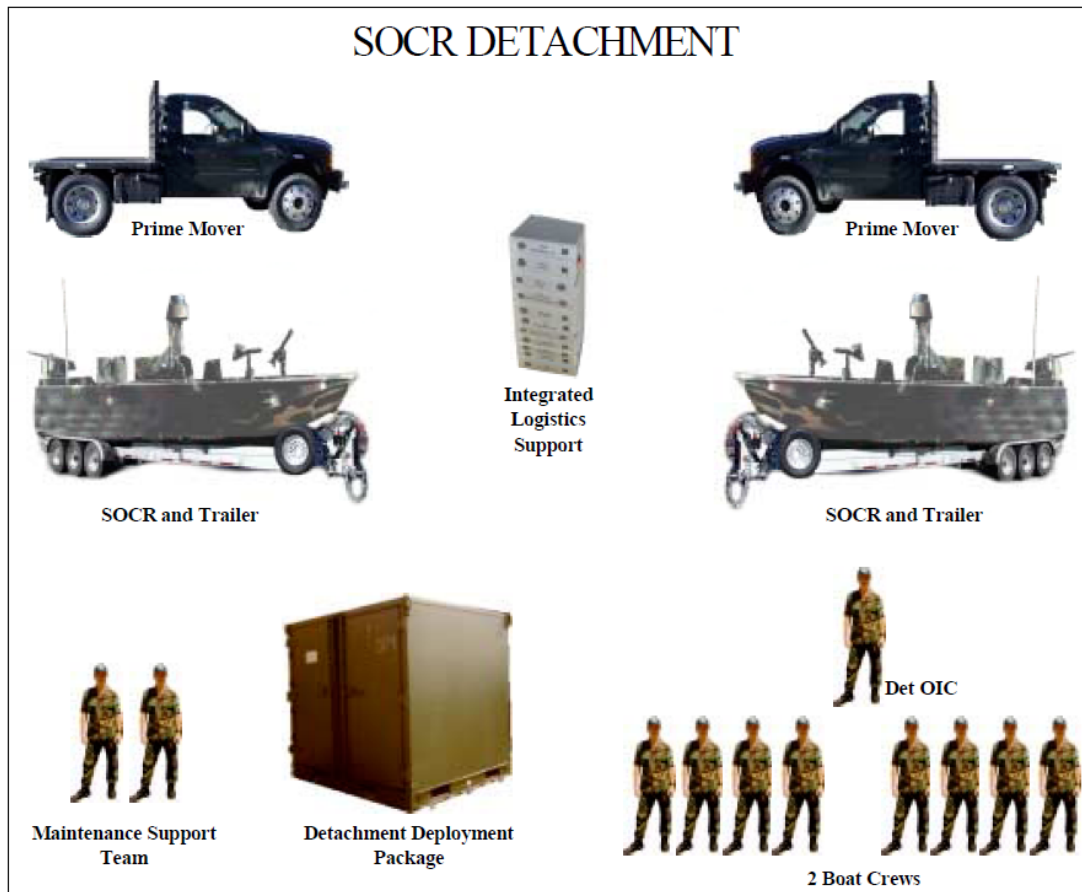 SOCR DETACHMENT
Prime Mover
Prime Mover
Integrated
Logistics
Support
SOCR and Trailer
SOCR and Trailer
Det OIC
Maintenance Support
Team
Detachment Deployment
Package
2 Boat Crews